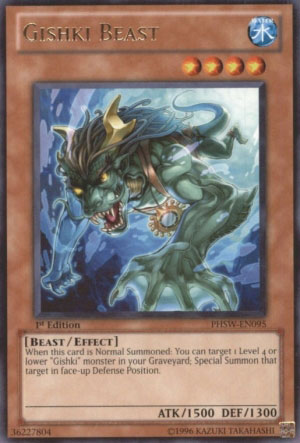 GISHKI BEAST
WATER
水
1st Edition
PHSW-EN095
[BEAST / EFFECT]
When this card is Normal Summoned: You can target 1 Level 4 or
lower "Gishki" monster in your Graveyard; Special Summon that
target in face-up Defense Position.
ATK/1500 DEF/1300
36227804
©1996 KAZUKI TAKAHASHI